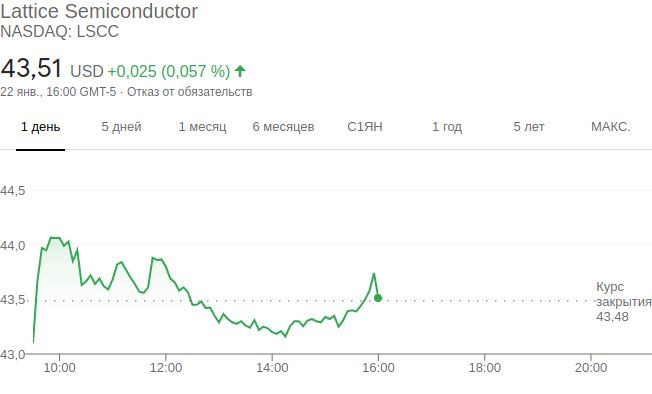 Lattice Semiconductor
NASDAQ: LSCC
43,51 USD +0,025 (0,057 %)
22 янв., 16:00 GMT-5 · Отказ от обязательств
1 день 5 дней 1 месяц 6 месяцев С1ЯН 1 год 5 лет МАКС.
44,5
44,0
43,5
43,0
Курс
закрытия
43,48
10:00 12:00 14:00 16:00 18:00 20:00